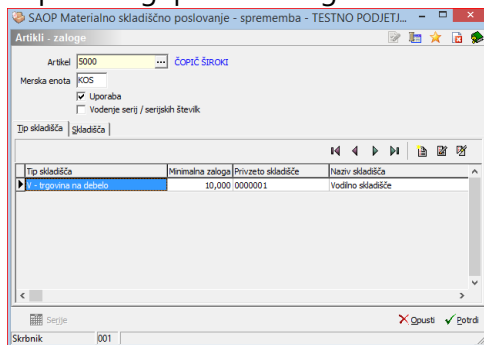 SAOP Materialno skladiščno poslovanje - sprememba - TESTNO PODJETJ...
Artikli - zaloge
Artikel 5000 ... ČOPIČ ŠIROKI
Merska enota KOS
Uporaba
Vodenje serij / serijskih številk
Tip skladišča Skladišča
Tip skladišča Minimalna zaloga Privzeto skladišče Naziv skladišča
V - trgovina na debelo 10,000 0000001 Vodilno skladišče
Serije Opusti Potrdi
Skrbnik 001